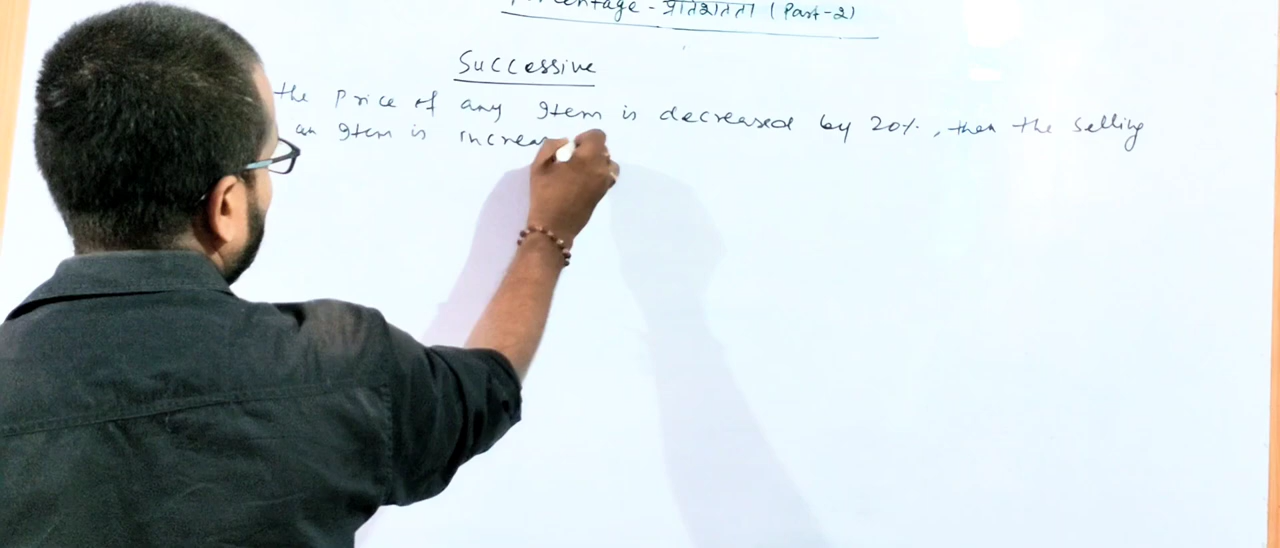 Percentage - प्रतिशतता (Part-2)
Successive
the Price of any Item is decreased by 20%, then the selling
an Item is increa